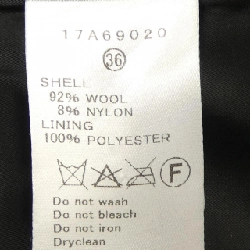 17A69020
36
SHELL
92% WOOL
8% NYLON
LINING
100% POLYESTER
F
Do not wash
Do not bleach
Do not iron
Dryclean